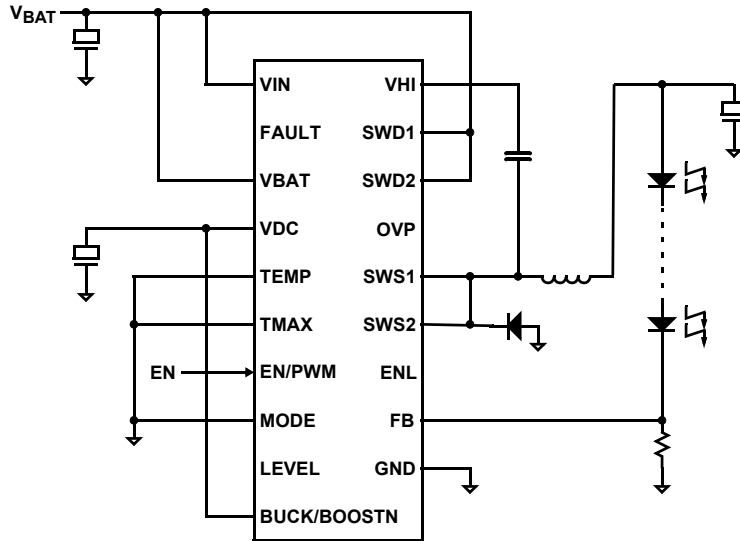 VBAT
VIN
FAULT
VBAT
VDC
TEMP
TMAX
EN
EN/PWM
MODE
LEVEL
BUCK/BOOSTN
VHI
SWD1
SWD2
OVP
SWS1
SWS2
ENL
FB
GND